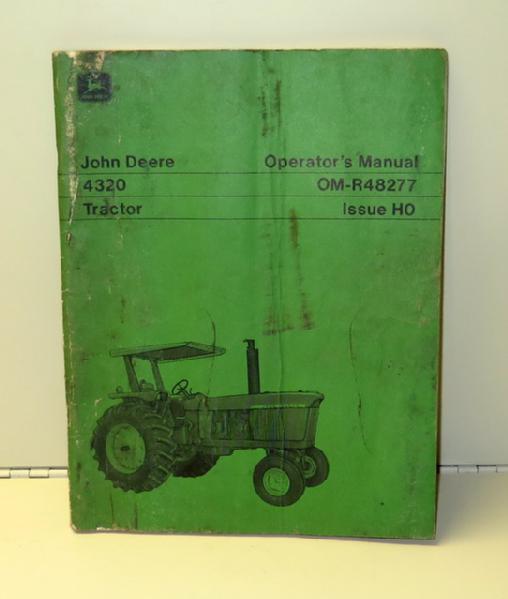 John Deere Operator's Manual
4320 OM-R48277
Tractor Issue H0